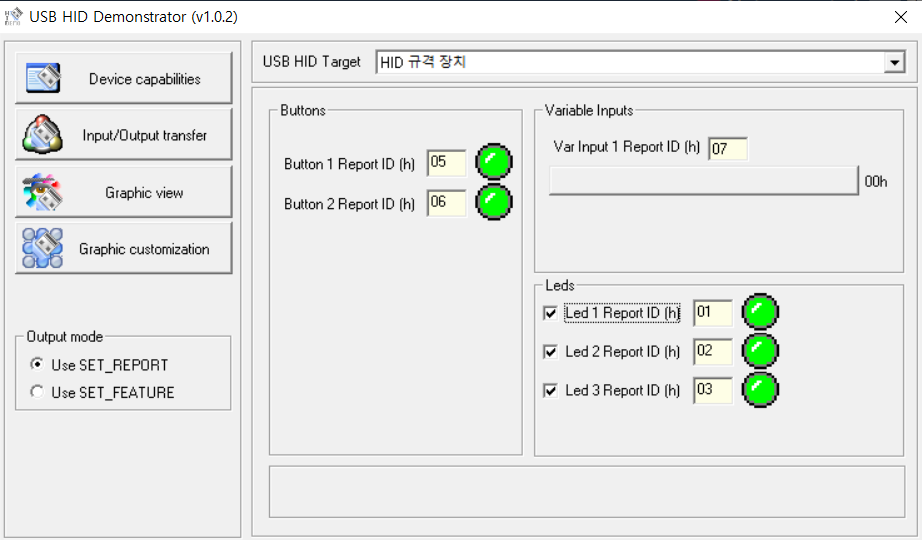 USB HID Demonstrator (v1.0.2)
Device capabilities
Input/Output transfer
Graphic view
Graphic customization
Output mode
Use SET_REPORT
Use SET_FEATURE
USB HID Target HID 규격 장치
Buttons
Button 1 Report ID (h) 05
Button 2 Report ID (h) 06
Variable Inputs
Var Input 1 Report ID (h) 07
00h
Leds
Led 1 Report ID (h) 01
Led 2 Report ID (h) 02
Led 3 Report ID (h) 03